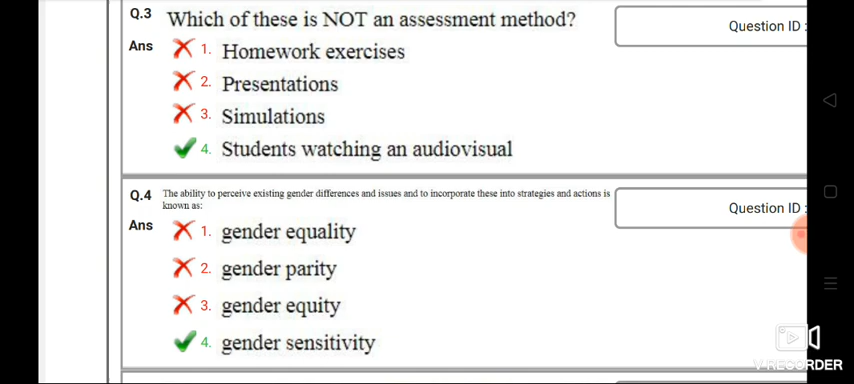 Q.3 Which of these is NOT an assessment method?
Question ID :
Ans 1. Homework exercises
2. Presentations
3. Simulations
4. Students watching an audiovisual
Q.4 The ability to perceive existing gender differences and issues and to incorporate these into strategies and actions is
known as:
Question ID :
Ans 1. gender equality
2. gender parity
3. gender equity
4. gender sensitivity
V RECORDER